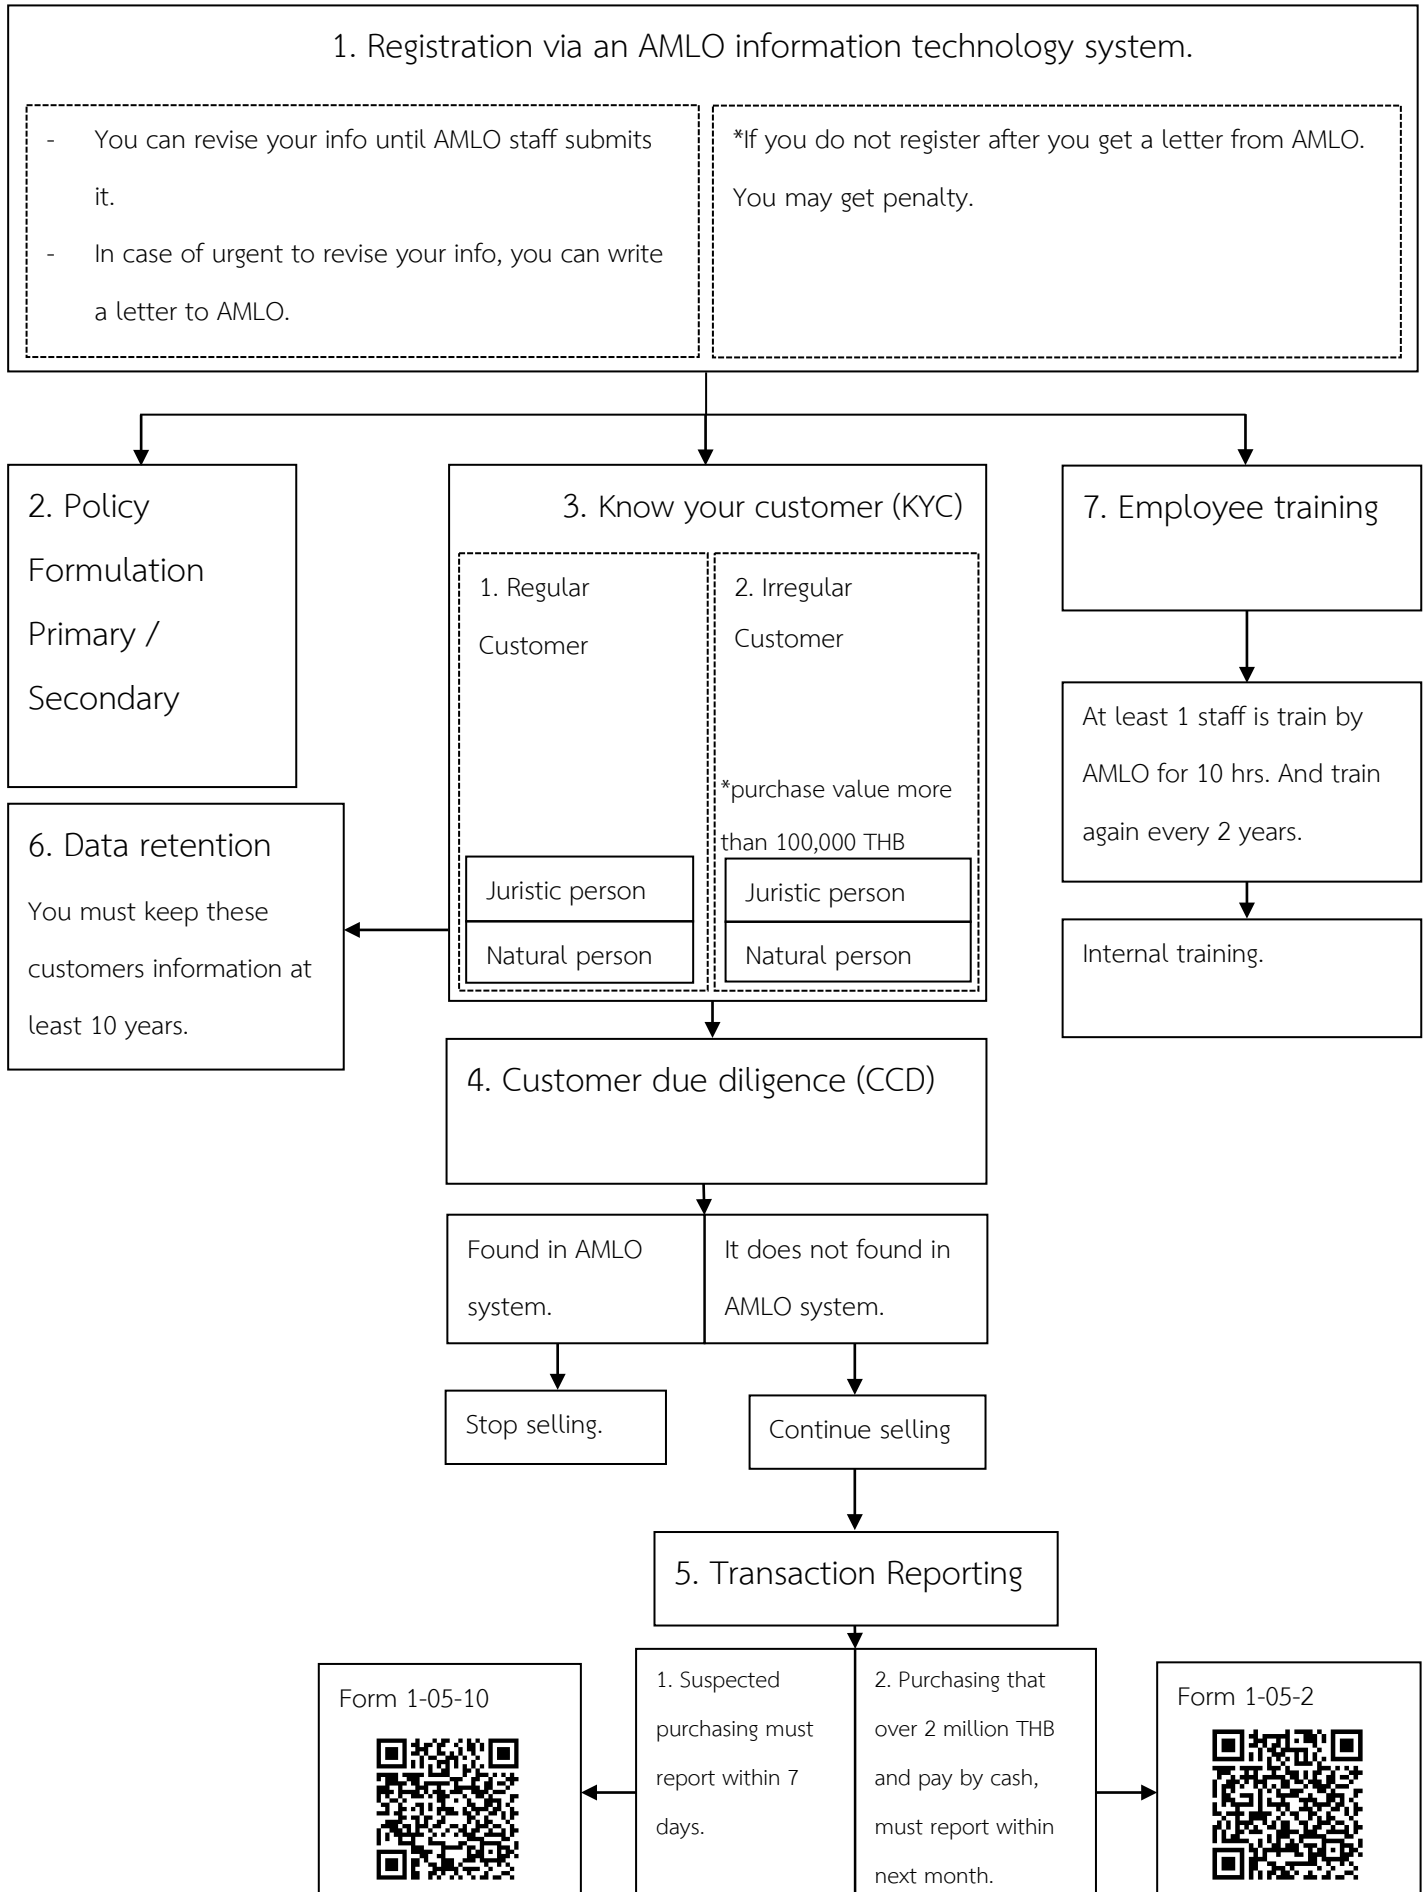 1. Registration via an AMLO information technology system.
- You can revise your info until AMLO staff submits
it.
- In case of urgent to revise your info, you can write
a letter to AMLO.
*If you do not register after you get a letter from AMLO.
You may get penalty.
2. Policy
Formulation
Primary /
Secondary
3. Know your customer (KYC)
1. Regular
Customer
Juristic person
Natural person
2. Irregular
Customer
*purchase value more
than 100,000 THB
Juristic person
Natural person
7. Employee training
At least 1 staff is train by
AMLO for 10 hrs. And train
again every 2 years.
Internal training.
6. Data retention
You must keep these
customers information at
least 10 years.
4. Customer due diligence (CCD)
Found in AMLO
system.
It does not found in
AMLO system.
Stop selling.
Continue selling
5. Transaction Reporting
Form 1-05-10
1. Suspected
purchasing must
report within 7
days.
2. Purchasing that
over 2 million THB
and pay by cash,
must report within
next month.
Form 1-05-2